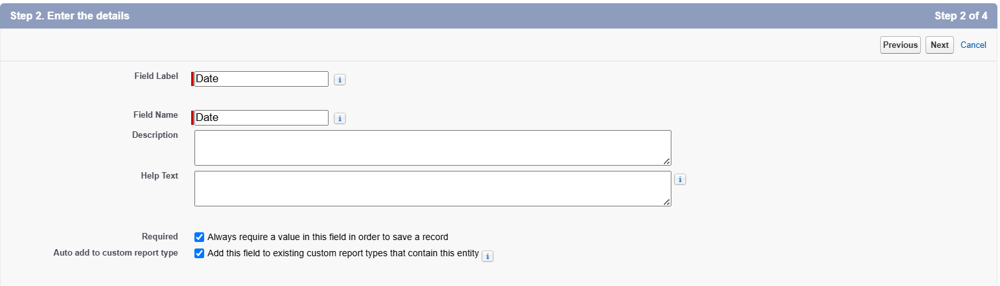 Step 2. Enter the details Step 2 of 4
Previous Next Cancel
Field Label Date i
Field Name Date i
Description
Help Text i
Required Always require a value in this field in order to save a record
Auto add to custom report type Add this field to existing custom report types that contain this entity i